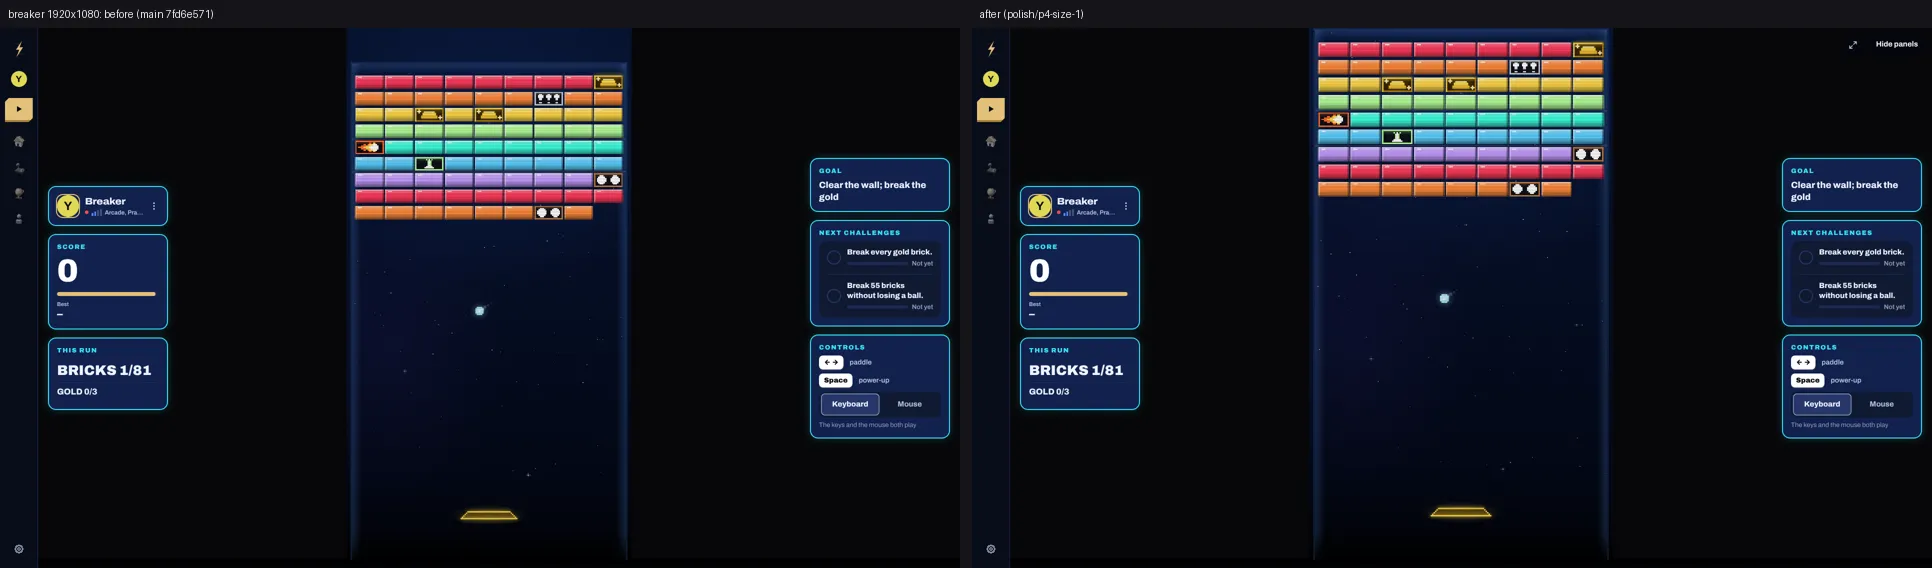 breaker 1920x1080: before (main 7fd6e571)
Y
Y
Breaker
Arcade, Pra...
SCORE
0
Best
–
THIS RUN
BRICKS 1/81
GOLD 0/3
GOAL
Clear the wall; break the
gold
NEXT CHALLENGES
Break every gold brick.
Not yet
Break 55 bricks
without losing a ball.
Not yet
CONTROLS
← → paddle
Space power-up
Keyboard Mouse
The keys and the mouse both play
after (polish/p4-size-1)
Hide panels
Y
Y
Breaker
Arcade, Pra...
SCORE
0
Best
–
THIS RUN
BRICKS 1/81
GOLD 0/3
GOAL
Clear the wall; break the
gold
NEXT CHALLENGES
Break every gold brick.
Not yet
Break 55 bricks
without losing a ball.
Not yet
CONTROLS
← → paddle
Space power-up
Keyboard Mouse
The keys and the mouse both play